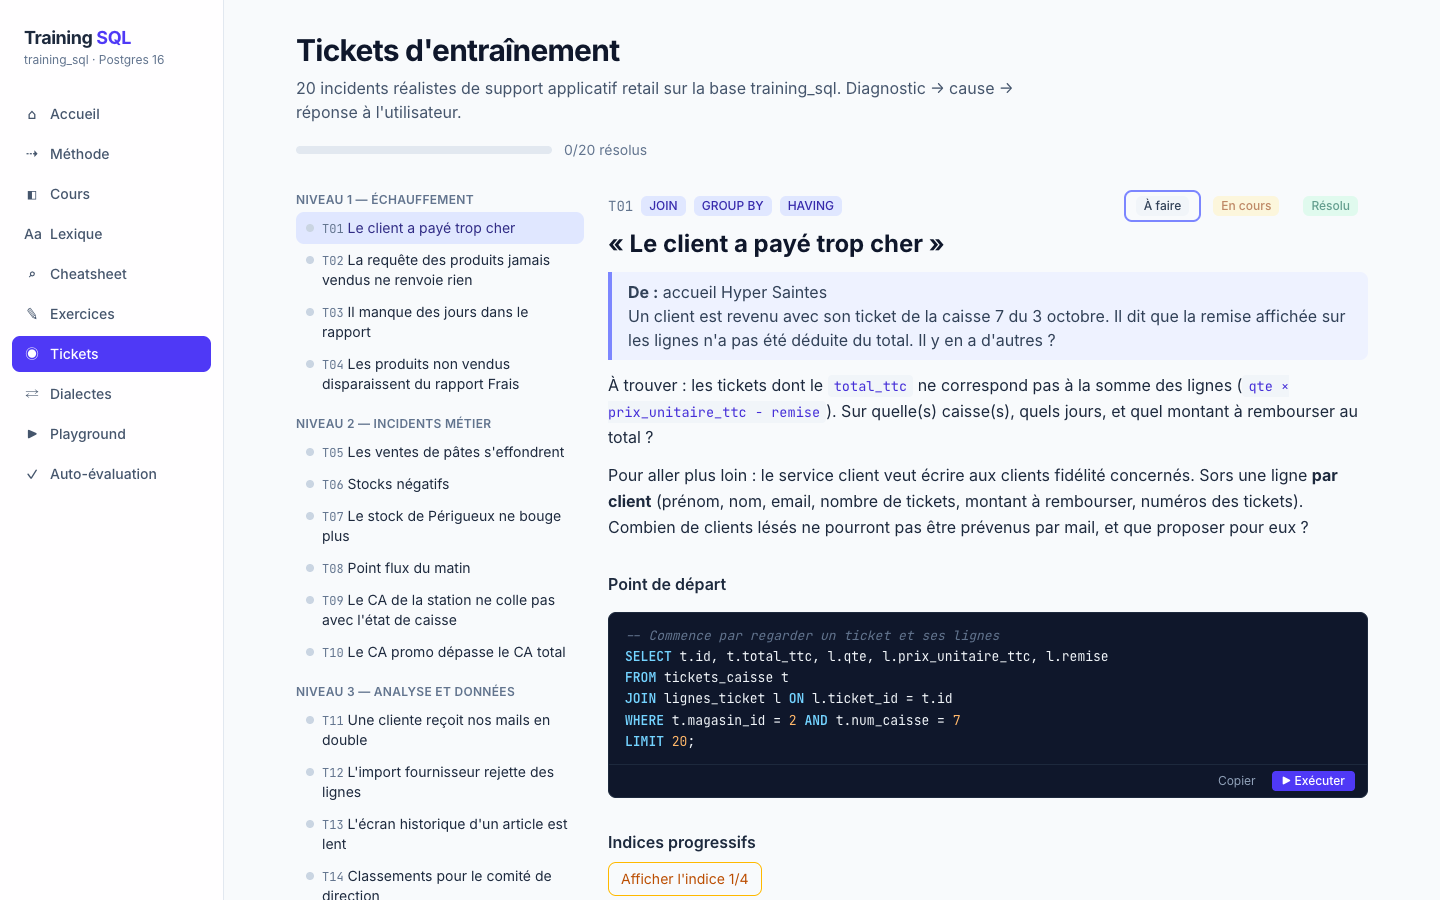 Training SQL
training_sql · Postgres 16
Accueil
Méthode
Cours
Aa Lexique
Cheatsheet
Exercices
Tickets
Dialectes
Playground
Auto-évaluation
Tickets d'entraînement
20 incidents réalistes de support applicatif retail sur la base training_sql. Diagnostic → cause →
réponse à l'utilisateur.
0/20 résolus
NIVEAU 1 — ÉCHAUFFEMENT
T01 Le client a payé trop cher
T02 La requête des produits jamais
vendus ne renvoie rien
T03 Il manque des jours dans le
rapport
T04 Les produits non vendus
disparaissent du rapport Frais
NIVEAU 2 — INCIDENTS MÉTIER
T05 Les ventes de pâtes s'effondrent
T06 Stocks négatifs
T07 Le stock de Périgueux ne bouge
plus
T08 Point flux du matin
T09 Le CA de la station ne colle pas
avec l'état de caisse
T10 Le CA promo dépasse le CA total
NIVEAU 3 — ANALYSE ET DONNÉES
T11 Une cliente reçoit nos mails en
double
T12 L'import fournisseur rejette des
lignes
T13 L'écran historique d'un article est
lent
T14 Classements pour le comité de
direction
T01 JOIN GROUP BY HAVING À faire En cours Résolu
« Le client a payé trop cher »
De : accueil Hyper Saintes
Un client est revenu avec son ticket de la caisse 7 du 3 octobre. Il dit que la remise affichée sur
les lignes n'a pas été déduite du total. Il y en a d'autres ?
À trouver : les tickets dont le total_ttc ne correspond pas à la somme des lignes ( qte ×
prix_unitaire_ttc - remise ). Sur quelle(s) caisse(s), quels jours, et quel montant à rembourser au
total ?
Pour aller plus loin : le service client veut écrire aux clients fidélité concernés. Sors une ligne par
client (prénom, nom, email, nombre de tickets, montant à rembourser, numéros des tickets).
Combien de clients lésés ne pourront pas être prévenus par mail, et que proposer pour eux ?
Point de départ
-- Commence par regarder un ticket et ses lignes
SELECT t.id, t.total_ttc, l.qte, l.prix_unitaire_ttc, l.remise
FROM tickets_caisse t
JOIN lignes_ticket l ON l.ticket_id = t.id
WHERE t.magasin_id = 2 AND t.num_caisse = 7
LIMIT 20;
Copier ▶ Exécuter
Indices progressifs
Afficher l'indice 1/4